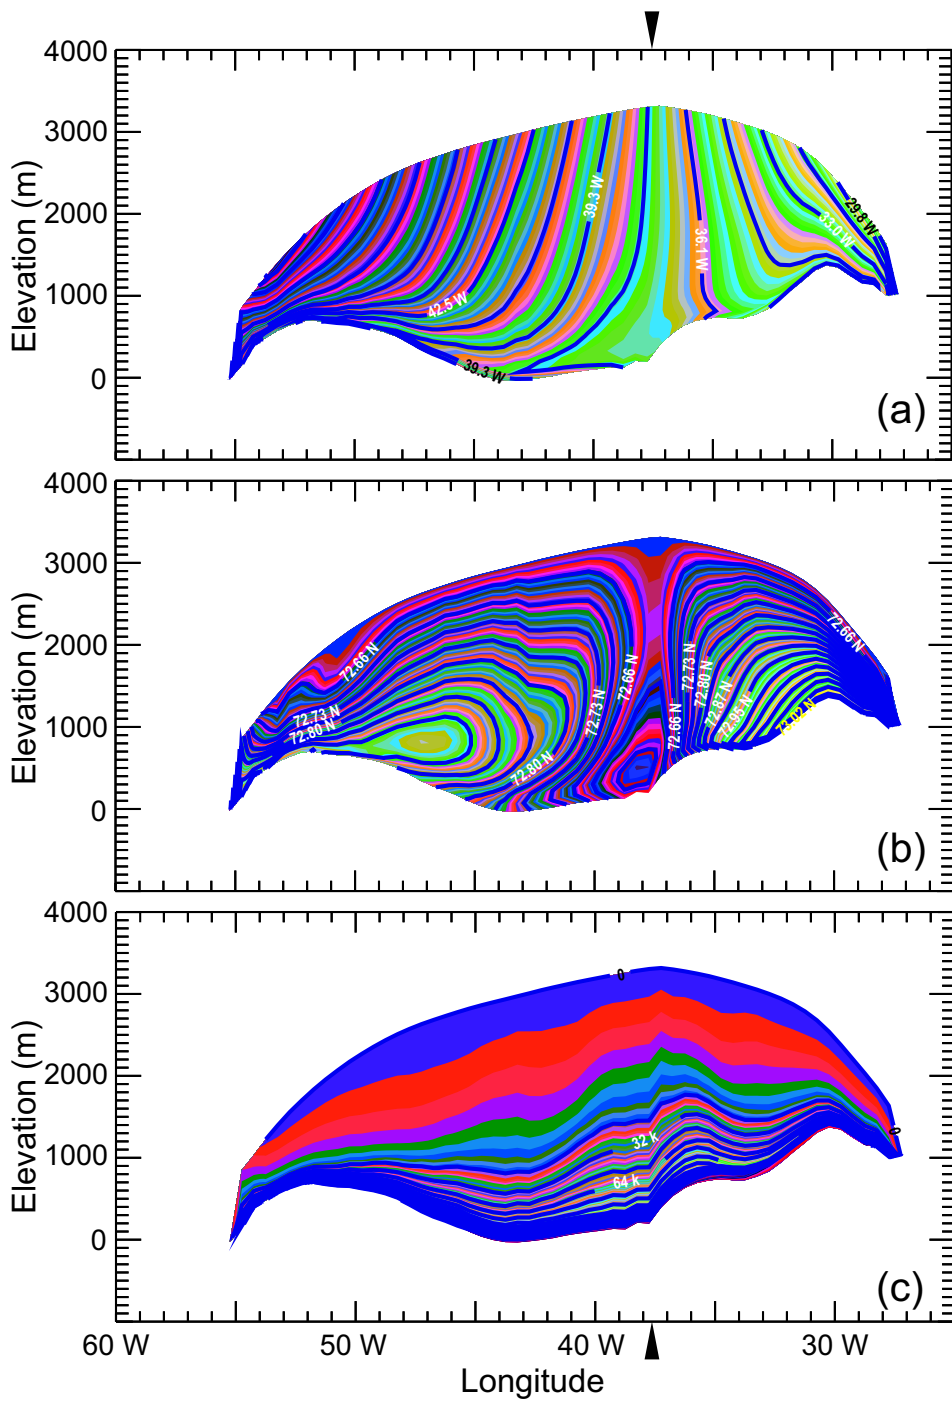 4000
3000
2000
1000
0
Elevation (m)
39.3 W
36.1 W
29.8 W
33.0 W
42.5 W
39.3 W
(a)
4000
3000
2000
1000
0
Elevation (m)
72.66 N
72.73 N
72.80 N
72.80 N
72.73 N
72.66 N
72.66 N
72.73 N
72.80 N
72.87 N
72.95 N
73.02 N
72.66 N
(b)
4000
3000
2000
1000
0
Elevation (m)
0
0
32 k
64 k
(c)
60 W
50 W
40 W
30 W
Longitude